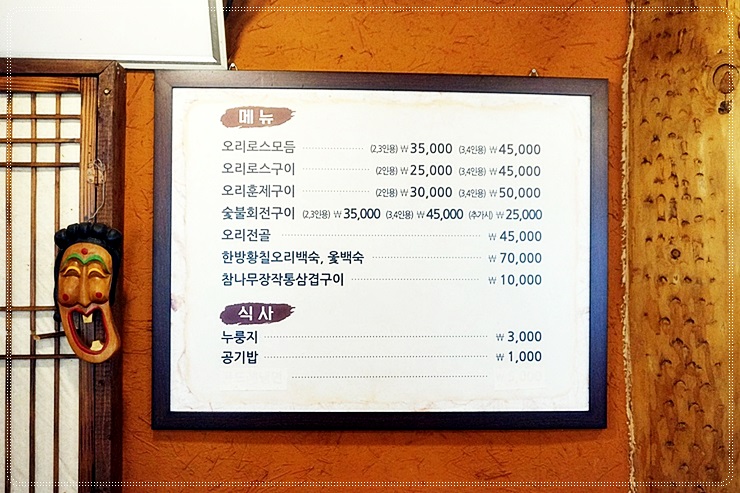 메뉴
오리로스모듬 (2,3인용) ₩35,000 (3,4인용) ₩45,000
오리로스구이 (2인용) ₩25,000 (3,4인용) ₩45,000
오리훈제구이 (2인용) ₩30,000 (3,4인용) ₩50,000
숯불회전구이 (2,3인용) ₩35,000 (3,4인용) ₩45,000 (추가시) ₩25,000
오리전골 ₩45,000
한방황칠오리백숙, 옻백숙 ₩70,000
참나무장작통삼겹구이 ₩10,000
식사
누룽지 ₩3,000
공기밥 ₩1,000